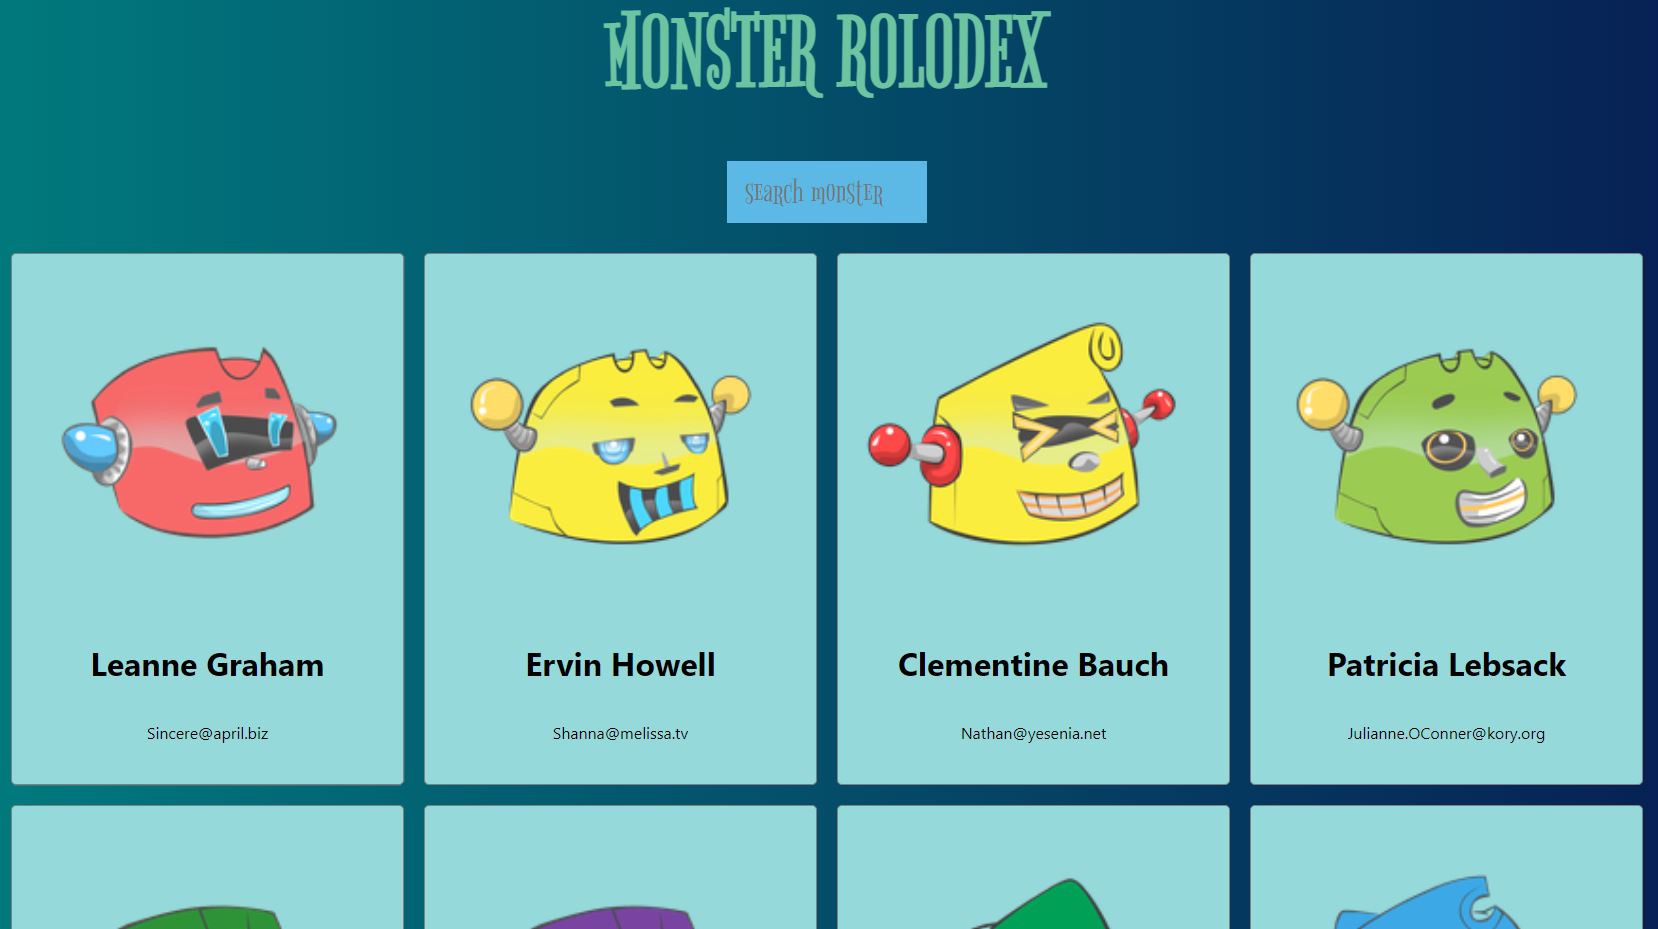 MONSTER ROLODEX
search monster
Leanne Graham
Ervin Howell
Clementine Bauch
Patricia Lebsack
Sincere@april.biz
Shanna@melissa.tv
Nathan@yesenia.net
Julianne.OConner@kory.org